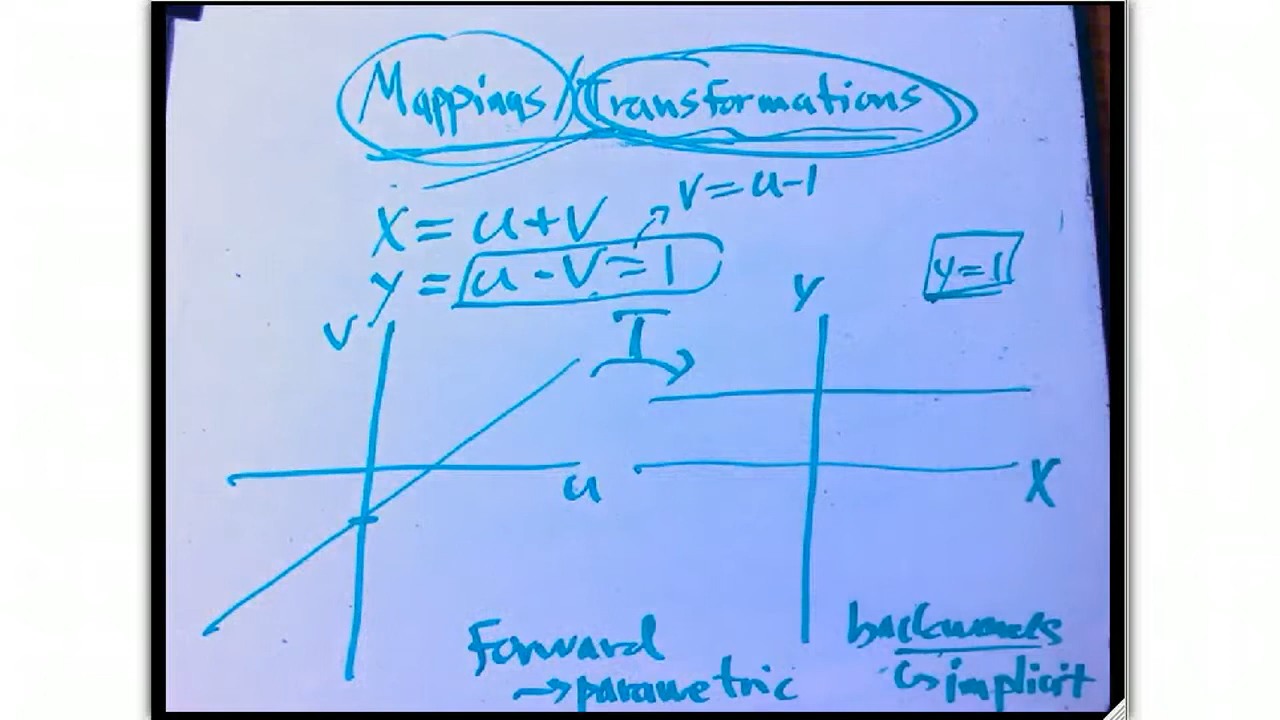 Mappings / Transformations
x = u + v
v = u - 1
y = u - v = 1
y = 1
v
T
y
u
x
Forward
→ parametric
backwards
↳ implicit